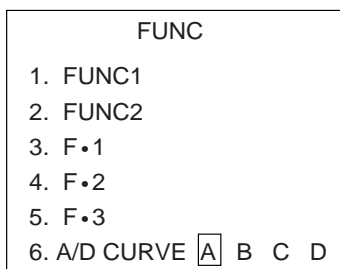 FUNC
1. FUNC1
2. FUNC2
3. F•1
4. F•2
5. F•3
6. A/D CURVE A B C D